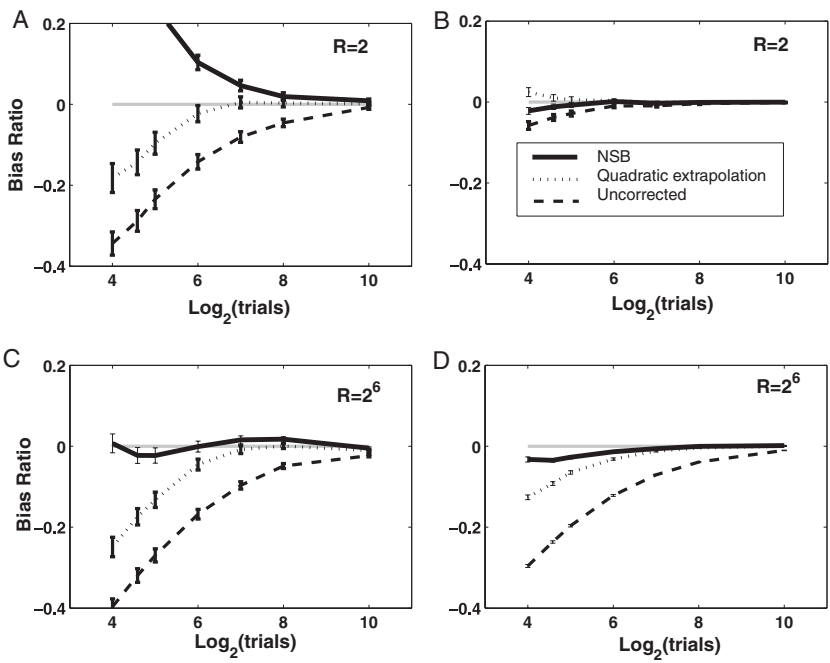 A
R=2
0.2
0
−0.2
−0.4
Bias Ratio
4
6
8
10
Log2(trials)
B
R=2
0.2
0
−0.2
−0.4
NSB
Quadratic extrapolation
Uncorrected
4
6
8
10
Log2(trials)
C
R=2^6
0.2
0
−0.2
−0.4
Bias Ratio
4
6
8
10
Log2(trials)
D
R=2^6
0.2
0
−0.2
−0.4
4
6
8
10
Log2(trials)